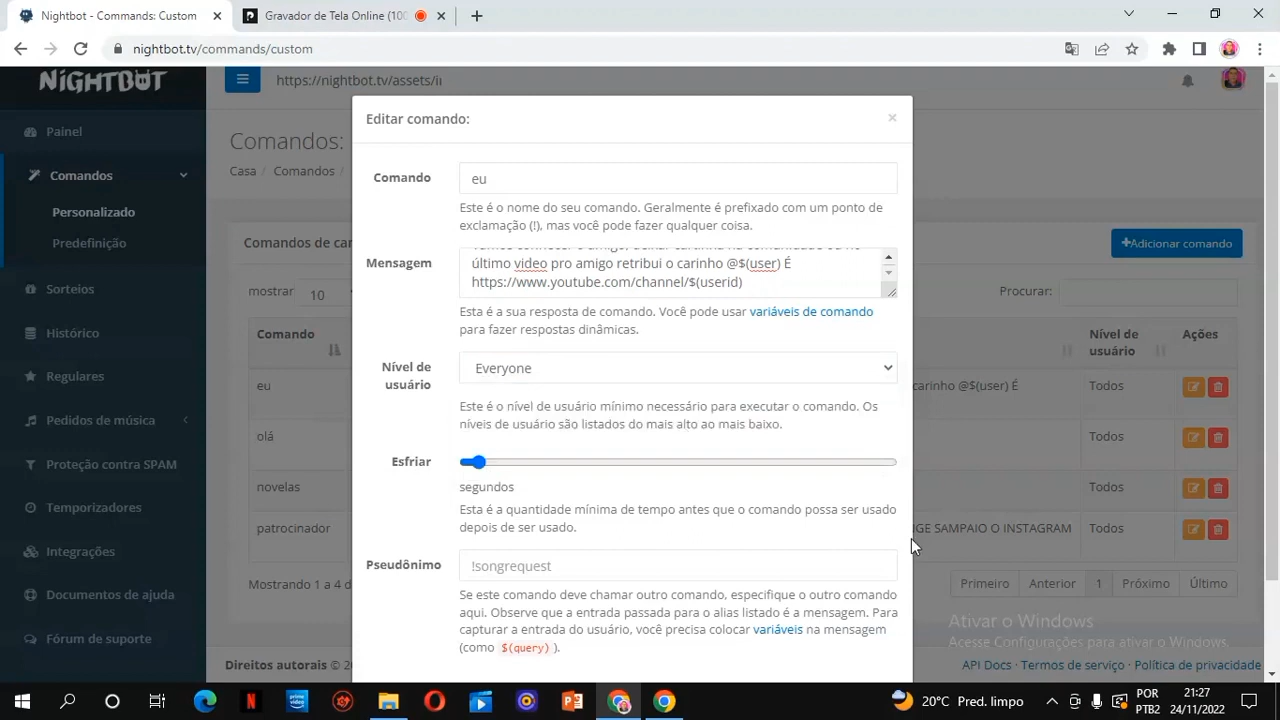 Nightbot - Commands: Custom
Gravador de Tela Online (100
nightbot.tv/commands/custom
NiGHTBOT
https://nightbot.tv/assets/i
Painel
Comandos
Personalizado
Predefinição
Sorteios
Histórico
Regulares
Pedidos de música
Proteção contra SPAM
Temporizadores
Integrações
Documentos de ajuda
Fórum de suporte
Comandos:
Casa / Comandos /
Comandos de car
Adicionar comando
mostrar 10
Procurar:
Comando
Nível de
usuário
Ações
eu
carinho @$(user) É
Todos
olá
Todos
novelas
Todos
patrocinador
GE SAMPAIO O INSTAGRAM
Todos
Mostrando 1 a 4 d
Primeiro Anterior 1 Próximo Último
Direitos autorais © 20
API Docs · Termos de serviço · Política de privacidade
Editar comando:
Comando
eu
Este é o nome do seu comando. Geralmente é prefixado com um ponto de
exclamação (!), mas você pode fazer qualquer coisa.
Mensagem
último video pro amigo retribui o carinho @$(user) É
https://www.youtube.com/channel/$(userid)
Esta é a sua resposta de comando. Você pode usar variáveis de comando
para fazer respostas dinâmicas.
Nível de
usuário
Everyone
Este é o nível de usuário mínimo necessário para executar o comando. Os
níveis de usuário são listados do mais alto ao mais baixo.
Esfriar
segundos
Esta é a quantidade mínima de tempo antes que o comando possa ser usado
depois de ser usado.
Pseudônimo
!songrequest
Se este comando deve chamar outro comando, especifique o outro comando
aqui. Observe que a entrada passada para o alias listado é a mensagem. Para
capturar a entrada do usuário, você precisa colocar variáveis na mensagem
(como $(query) ).
Ativar o Windows
Acesse Configurações para ativar o Windows.
20°C Pred. limpo
POR
PTB2
21:27
24/11/2022